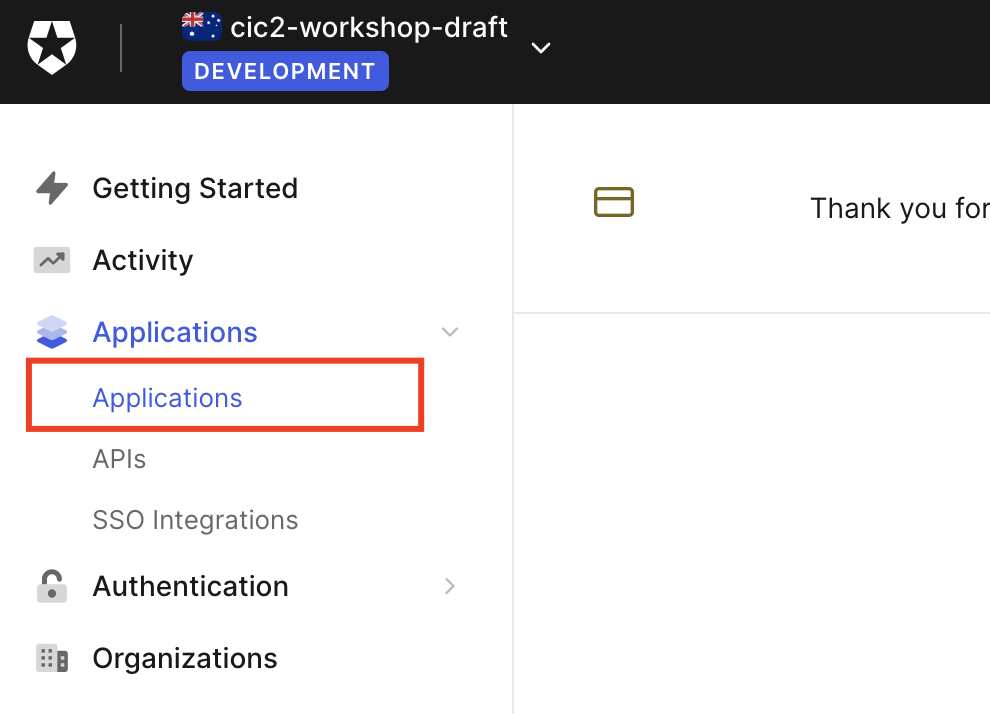 cic2-workshop-draft
DEVELOPMENT
Getting Started
Activity
Thank you for
Applications
Applications
APIs
SSO Integrations
Authentication
Organizations